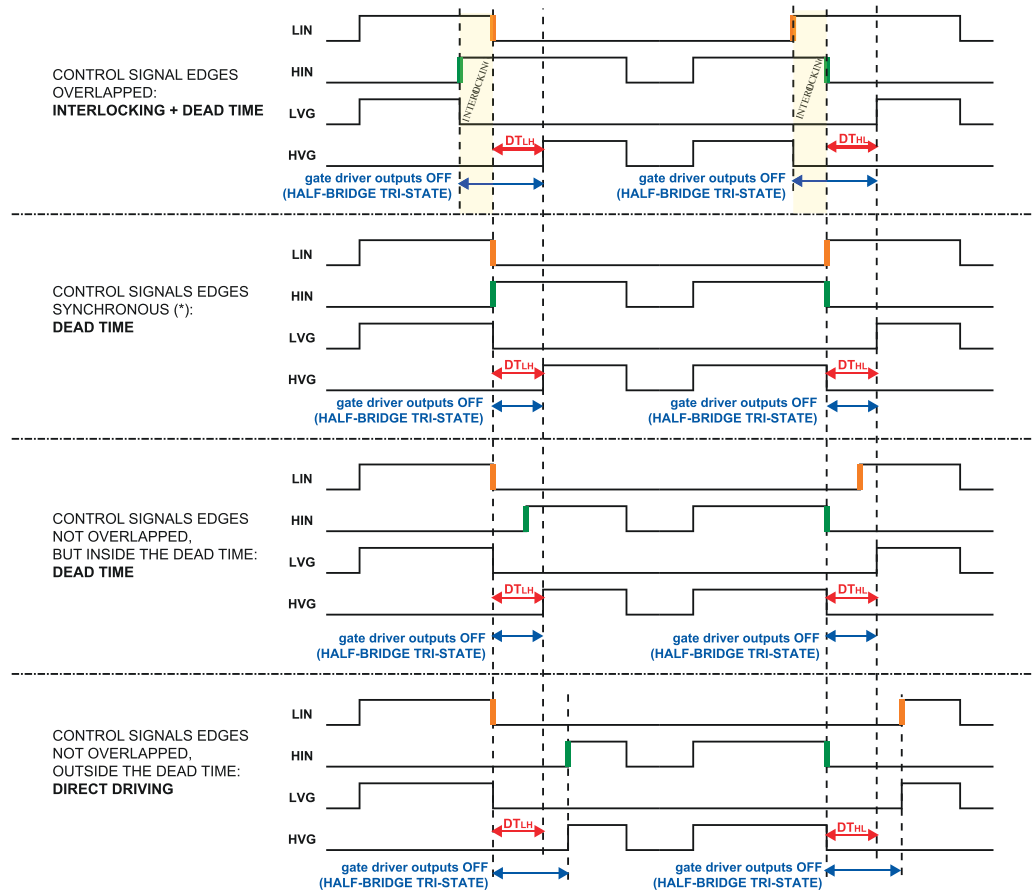 LIN
HIN
CONTROL SIGNAL EDGES
OVERLAPPED:
INTERLOCKING + DEAD TIME
INTERLOCKING
INTERLOCKING
LVG
DTLH
DTHL
HVG
gate driver outputs OFF
(HALF-BRIDGE TRI-STATE)
gate driver outputs OFF
(HALF-BRIDGE TRI-STATE)
LIN
CONTROL SIGNALS EDGES
SYNCHRONOUS (*):
DEAD TIME
HIN
LVG
DTLH
DTHL
HVG
gate driver outputs OFF
(HALF-BRIDGE TRI-STATE)
gate driver outputs OFF
(HALF-BRIDGE TRI-STATE)
LIN
CONTROL SIGNALS EDGES
NOT OVERLAPPED,
BUT INSIDE THE DEAD TIME:
DEAD TIME
HIN
LVG
DTLH
DTHL
HVG
gate driver outputs OFF
(HALF-BRIDGE TRI-STATE)
gate driver outputs OFF
(HALF-BRIDGE TRI-STATE)
LIN
CONTROL SIGNALS EDGES
NOT OVERLAPPED,
OUTSIDE THE DEAD TIME:
DIRECT DRIVING
HIN
LVG
DTLH
DTHL
HVG
gate driver outputs OFF
(HALF-BRIDGE TRI-STATE)
gate driver outputs OFF
(HALF-BRIDGE TRI-STATE)